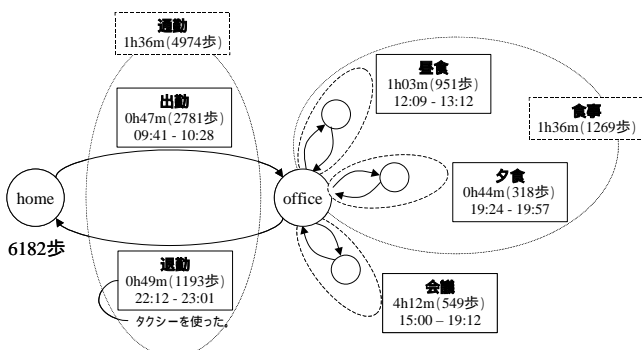 通勤
1h36m(4974歩)
出勤
0h47m(2781歩)
09:41 - 10:28
home
6182歩
退勤
0h49m(1193歩)
22:12 - 23:01
タクシーを使った。
office
昼食
1h03m(951歩)
12:09 - 13:12
食事
1h36m(1269歩)
夕食
0h44m(318歩)
19:24 - 19:57
会議
4h12m(549歩)
15:00 – 19:12